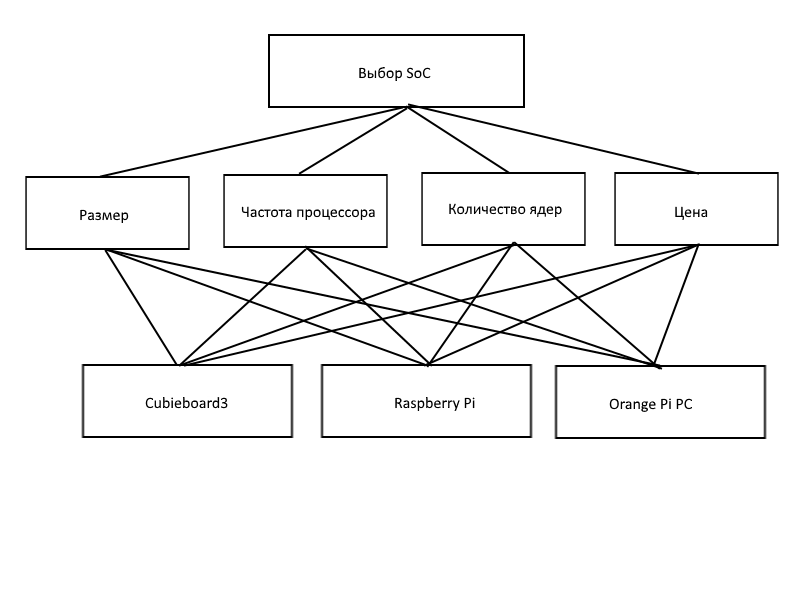 Выбор SoC
Размер
Частота процессора
Количество ядер
Цена
Cubieboard3
Raspberry Pi
Orange Pi PC